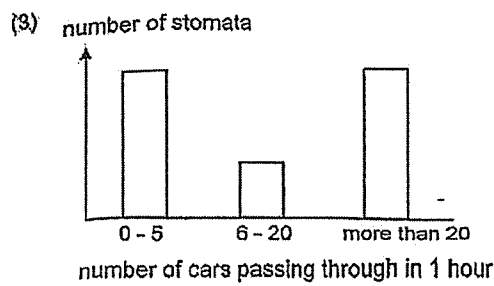 (3) number of stomata
0 - 5 6 - 20 more than 20
number of cars passing through in 1 hour